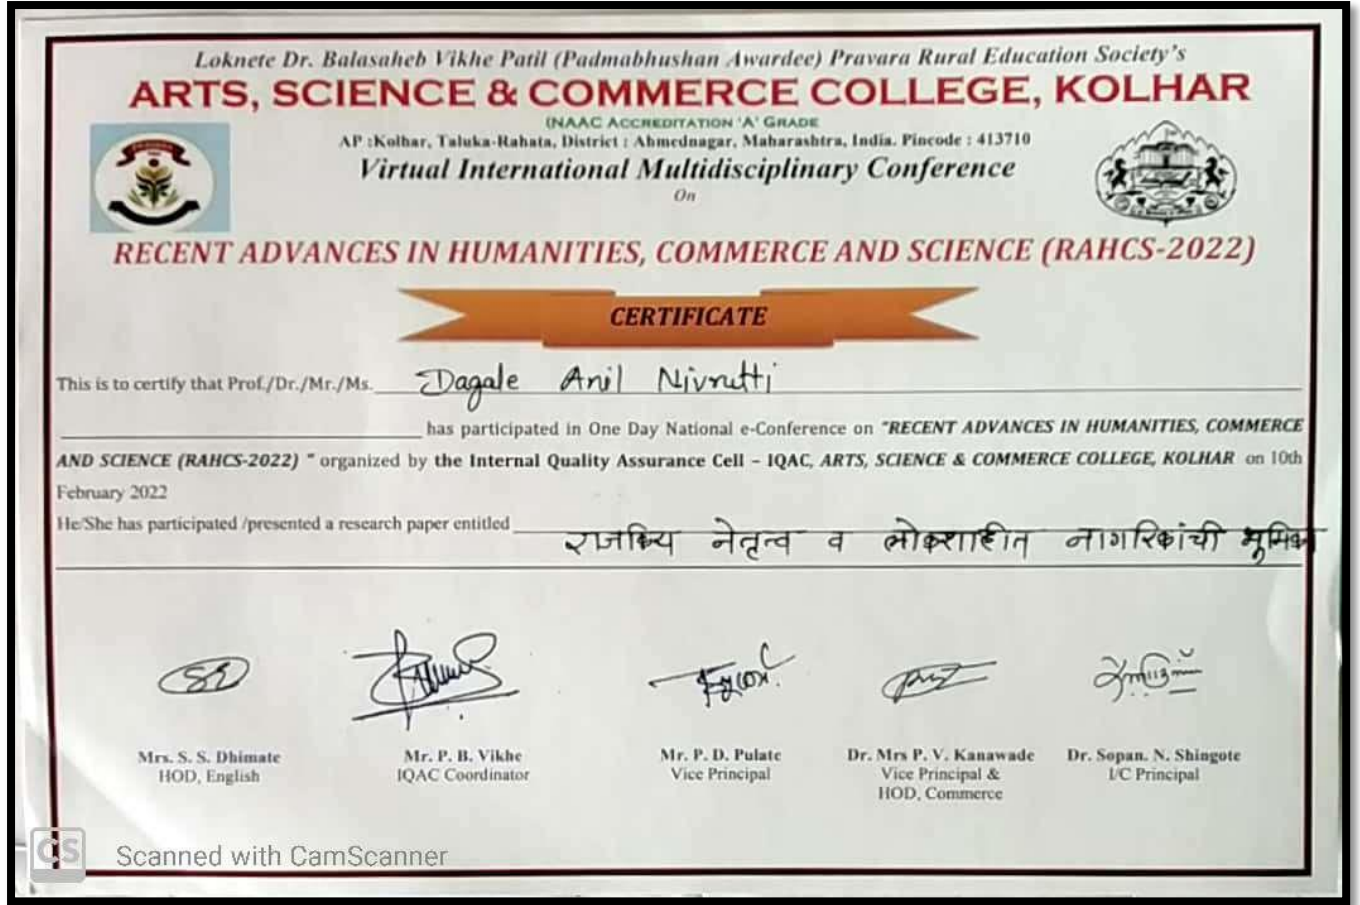 Loknete Dr. Balasaheb Vikhe Patil (Padmabhushan Awardee) Pravara Rural Education Society's
ARTS, SCIENCE & COMMERCE COLLEGE, KOLHAR
(NAAC ACCREDITATION 'A' GRADE
AP :Kolhar, Taluka-Rahata, District : Ahmednagar, Maharashtra, India. Pincode : 413710
Virtual International Multidisciplinary Conference
On
RECENT ADVANCES IN HUMANITIES, COMMERCE AND SCIENCE (RAHCS-2022)
CERTIFICATE
This is to certify that Prof./Dr./Mr./Ms. Dagale Anil Nivrutti
has participated in One Day National e-Conference on "RECENT ADVANCES IN HUMANITIES, COMMERCE
AND SCIENCE (RAHCS-2022) " organized by the Internal Quality Assurance Cell – IQAC, ARTS, SCIENCE & COMMERCE COLLEGE, KOLHAR on 10th
February 2022
He/She has participated /presented a research paper entitled
राजकिय नेतृत्व व लोकशाहीत नागरिकांची भूमिका
Mrs. S. S. Dhimate
HOD, English
Mr. P. B. Vikhe
IQAC Coordinator
Mr. P. D. Pulate
Vice Principal
Dr. Mrs P. V. Kanawade
Vice Principal &
HOD, Commerce
Dr. Sopan. N. Shingote
I/C Principal
CS Scanned with CamScanner